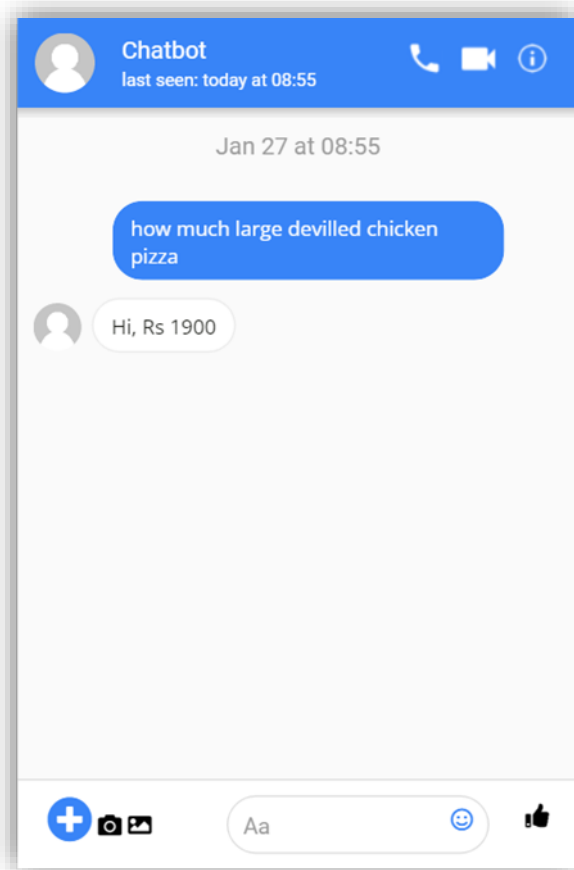 Chatbot
last seen: today at 08:55
Jan 27 at 08:55
how much large devilled chicken
pizza
Hi, Rs 1900
Aa